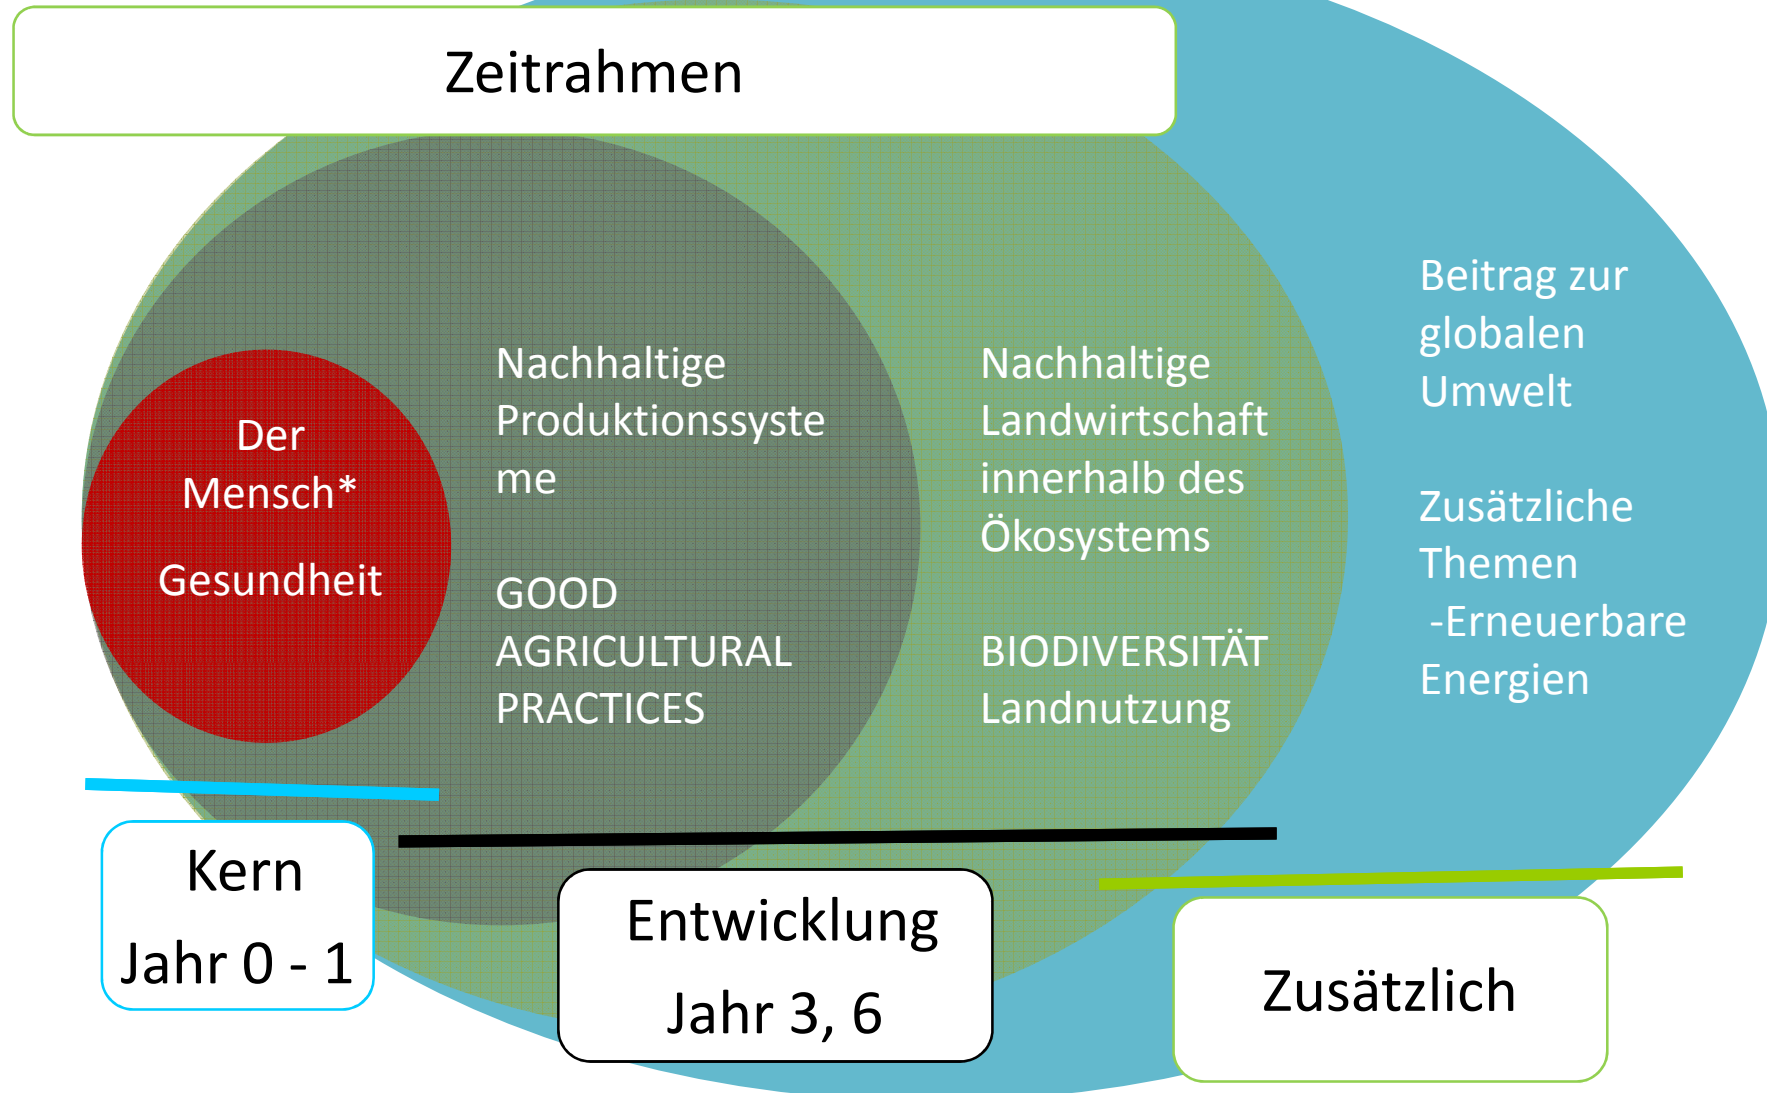 Zeitrahmen
Der
Mensch*
Gesundheit
Nachhaltige
Produktionssyste
me
GOOD
AGRICULTURAL
PRACTICES
Nachhaltige
Landwirtschaft
innerhalb des
Ökosystems
BIODIVERSITÄT
Landnutzung
Beitrag zur
globalen
Umwelt
Zusätzliche
Themen
-Erneuerbare
Energien
Kern
Jahr 0 - 1
Entwicklung
Jahr 3, 6
Zusätzlich